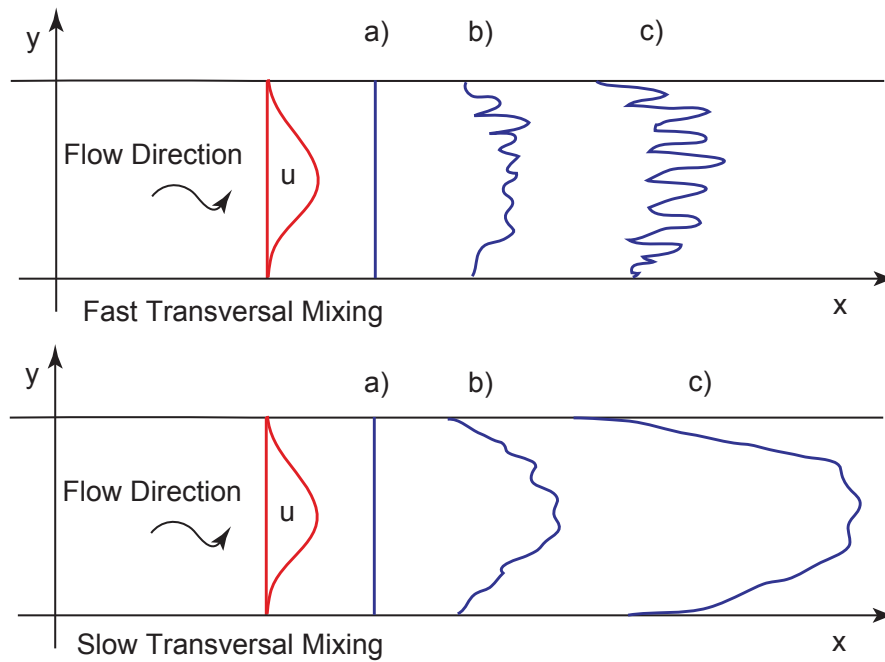 y
a)
b)
c)
Flow Direction
u
x
Fast Transversal Mixing
y
a)
b)
c)
Flow Direction
u
x
Slow Transversal Mixing